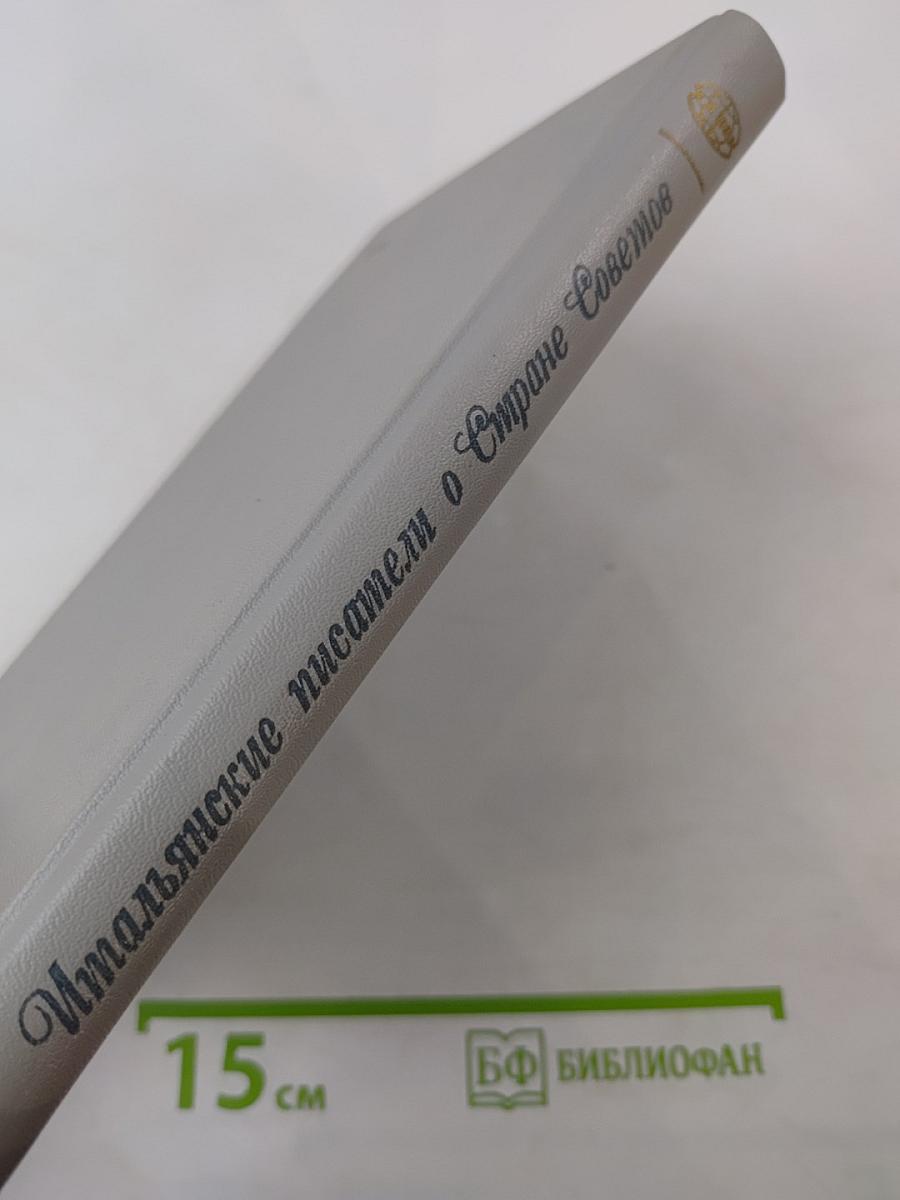 Итальянские писатели о Стране Советов
15 см
БФ БИБЛИОФАН